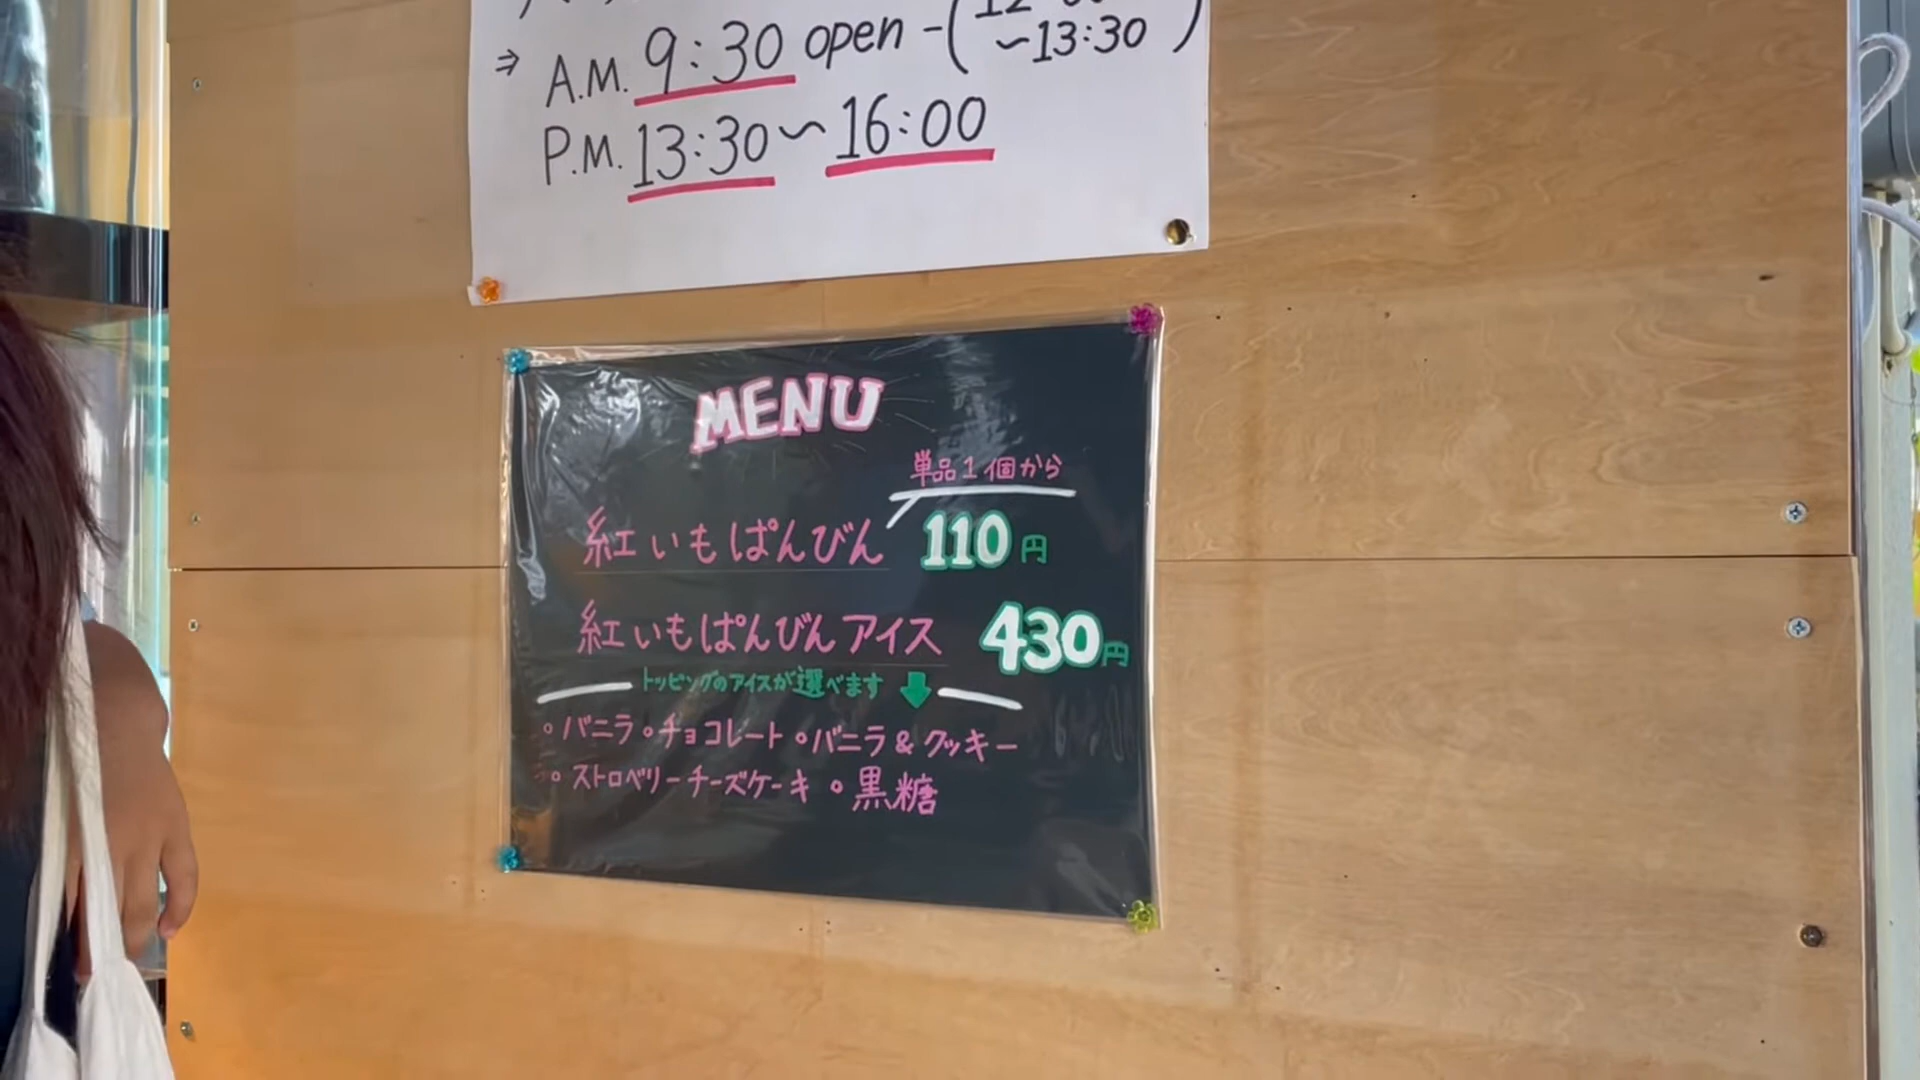 ⇒ A.M. 9:30 open -(
〜13:30 )
P.M. 13:30〜16:00
MENU
単品1個から
紅いもぱんびん 110円
紅いもぱんびんアイス 430円
トッピングのアイスが選べます
○バニラ○チョコレート○バニラ&クッキー
○ストロベリーチーズケーキ○黒糖